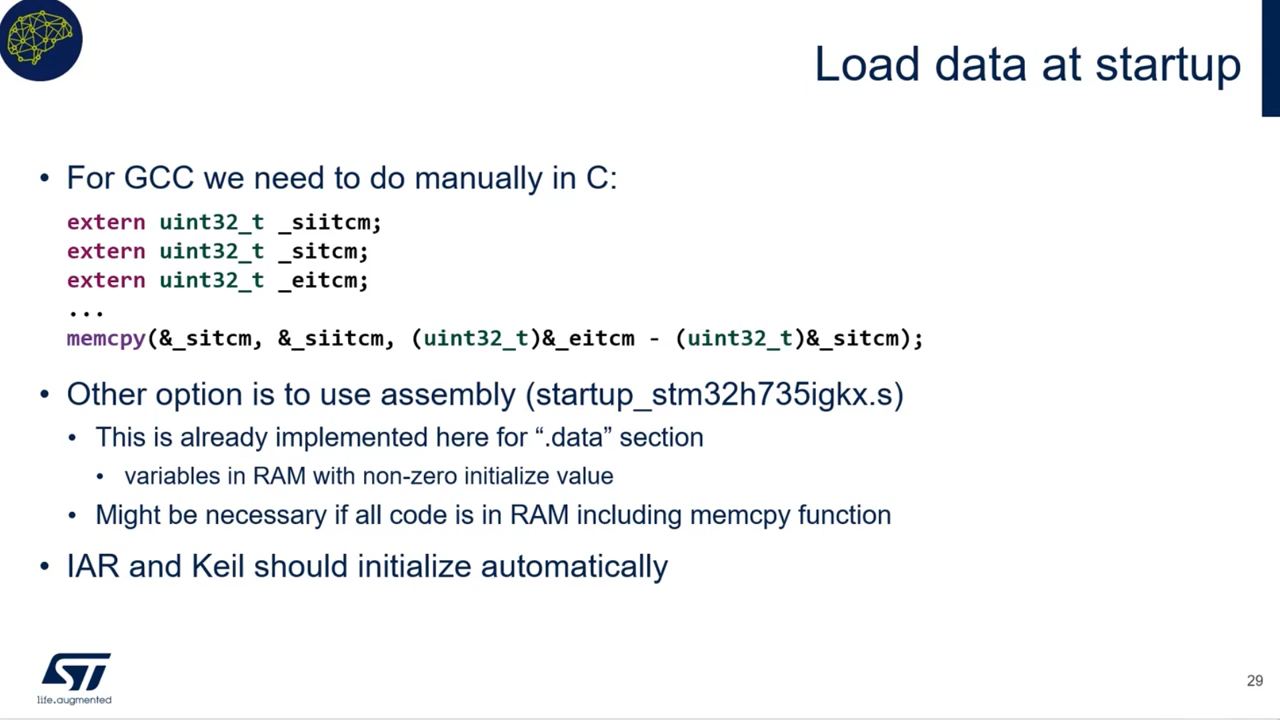 Load data at startup
• For GCC we need to do manually in C:
extern uint32_t _siitcm;
extern uint32_t _sitcm;
extern uint32_t _eitcm;
...
memcpy(&_sitcm, &_siitcm, (uint32_t)&_eitcm - (uint32_t)&_sitcm);
• Other option is to use assembly (startup_stm32h735igkx.s)
• This is already implemented here for “.data” section
• variables in RAM with non-zero initialize value
• Might be necessary if all code is in RAM including memcpy function
• IAR and Keil should initialize automatically
ST
life.augmented
29